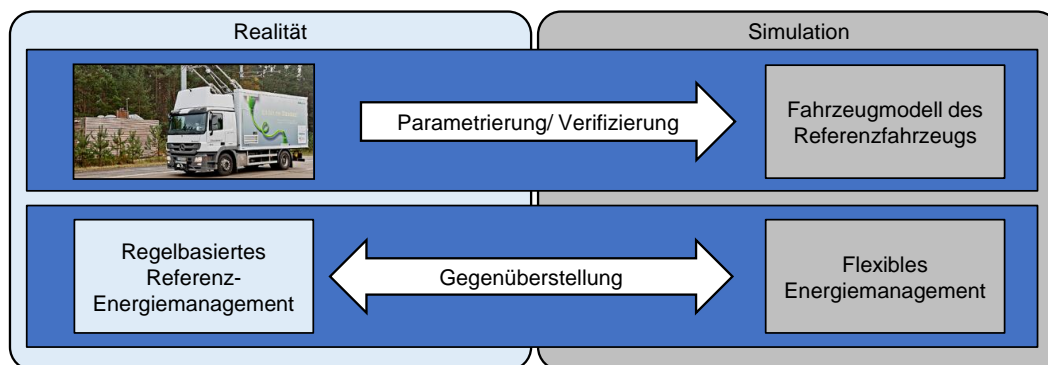 Realität
Simulation
Parametrierung/ Verifizierung
Fahrzeugmodell des
Referenzfahrzeugs
Regelbasiertes
Referenz-
Energiemanagement
Gegenüberstellung
Flexibles
Energiemanagement